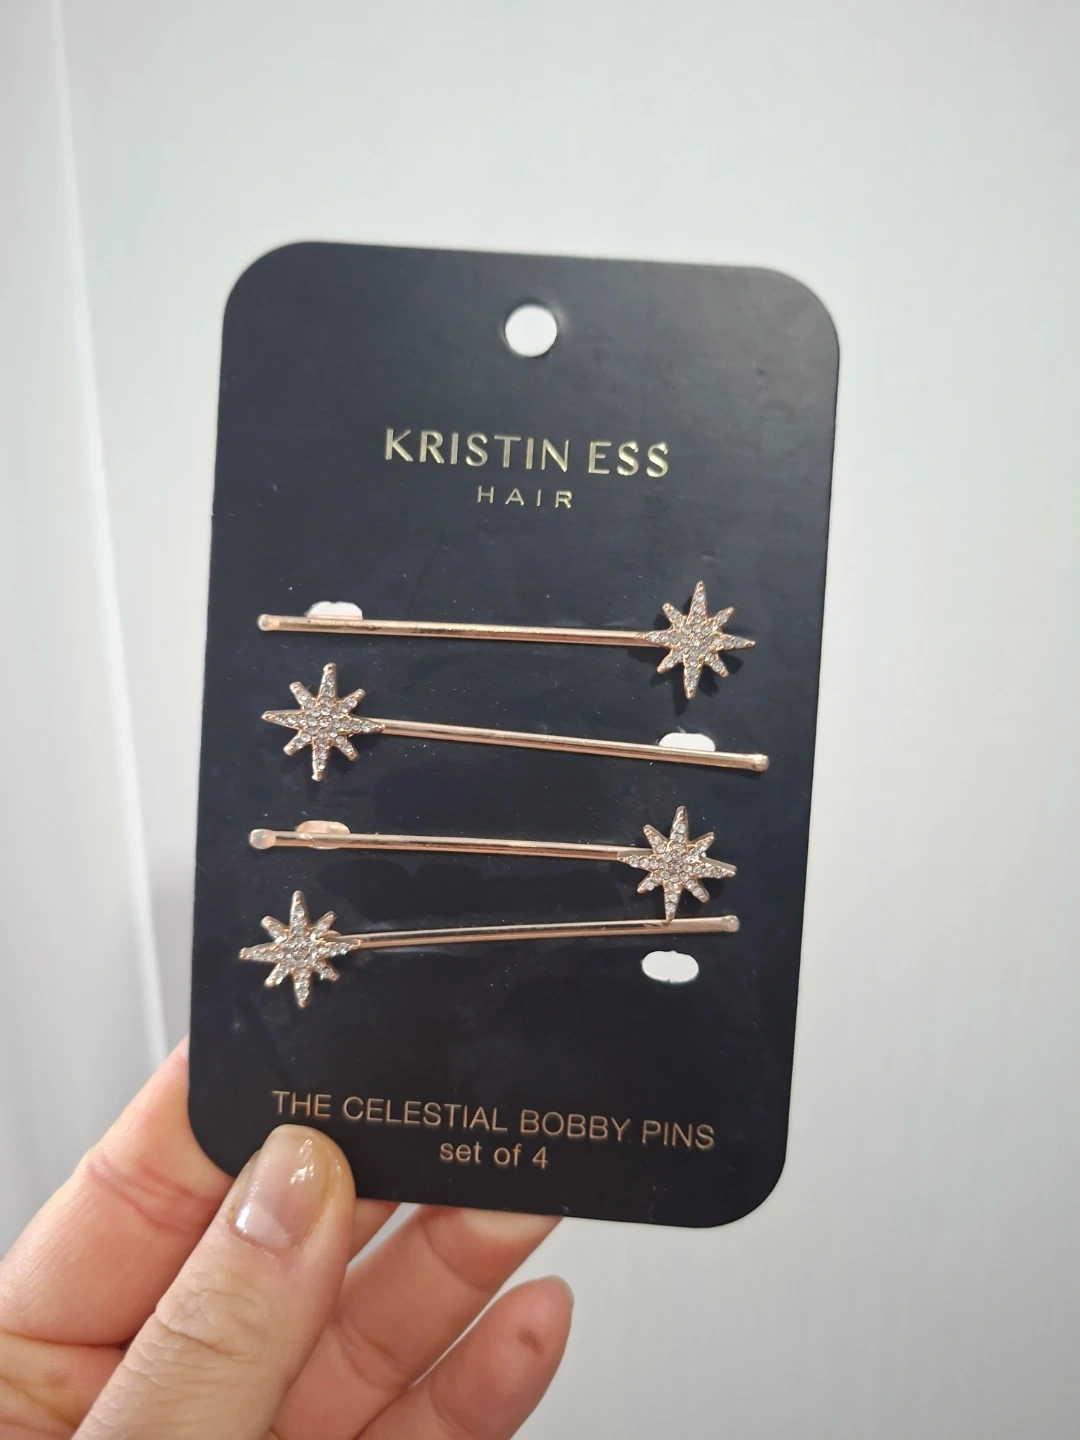 KRISTIN ESS
HAIR
THE CELESTIAL BOBBY PINS
set of 4